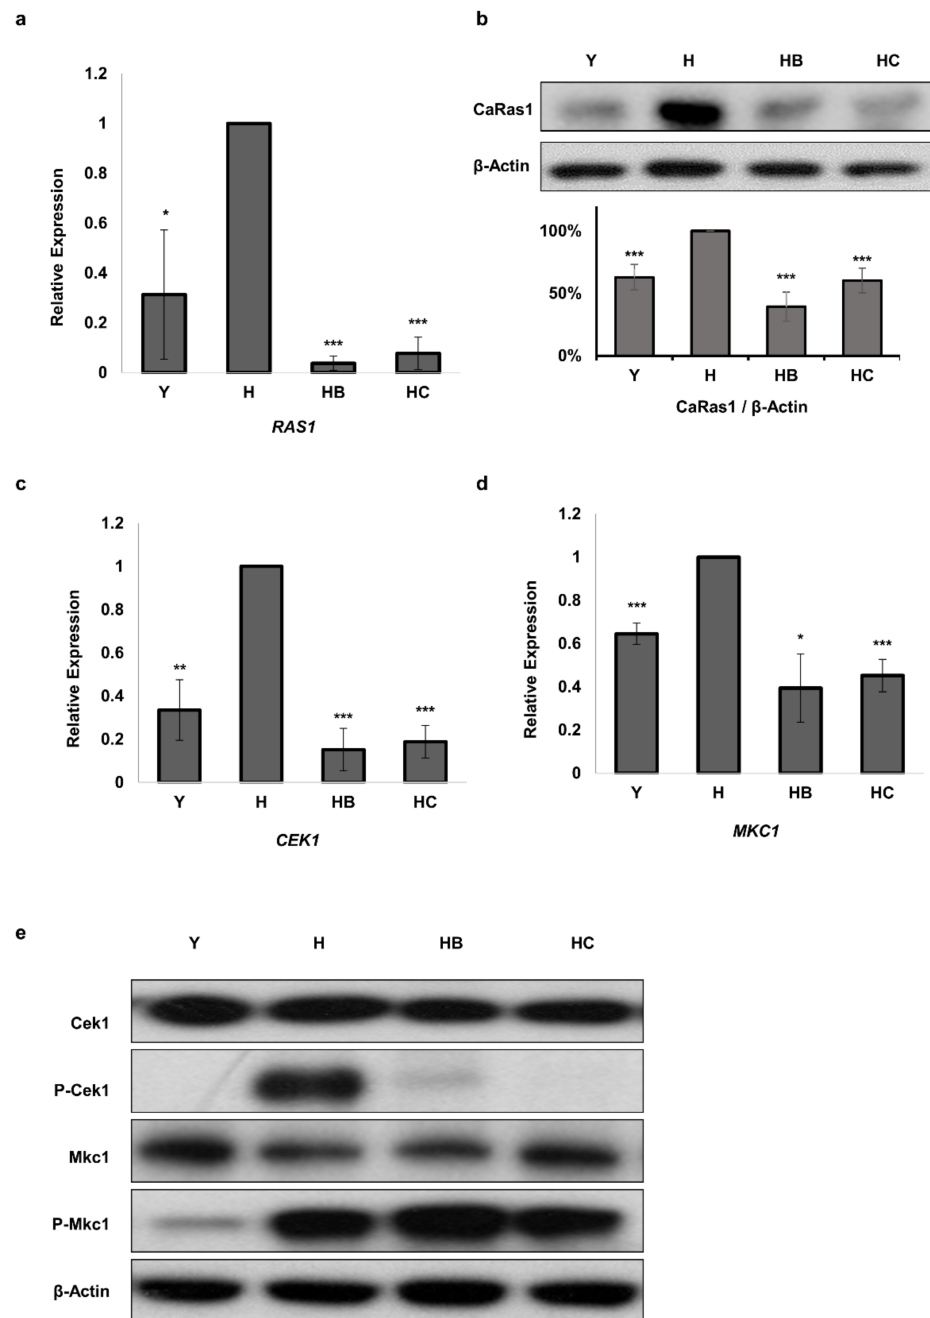 a
1.2
1
0.8
0.6
0.4
0.2
0
Relative Expression
*
***
***
Y H HB HC
RAS1
b
Y H HB HC
CaRas1
β-Actin
100%
50%
0%
***
***
***
Y H HB HC
CaRas1 / β-Actin
c
1.2
1
0.8
0.6
0.4
0.2
0
Relative Expression
**
***
***
Y H HB HC
CEK1
d
1.2
1
0.8
0.6
0.4
0.2
0
Relative Expression
***
*
***
Y H HB HC
MKC1
e
Y H HB HC
Cek1
P-Cek1
Mkc1
P-Mkc1
β-Actin